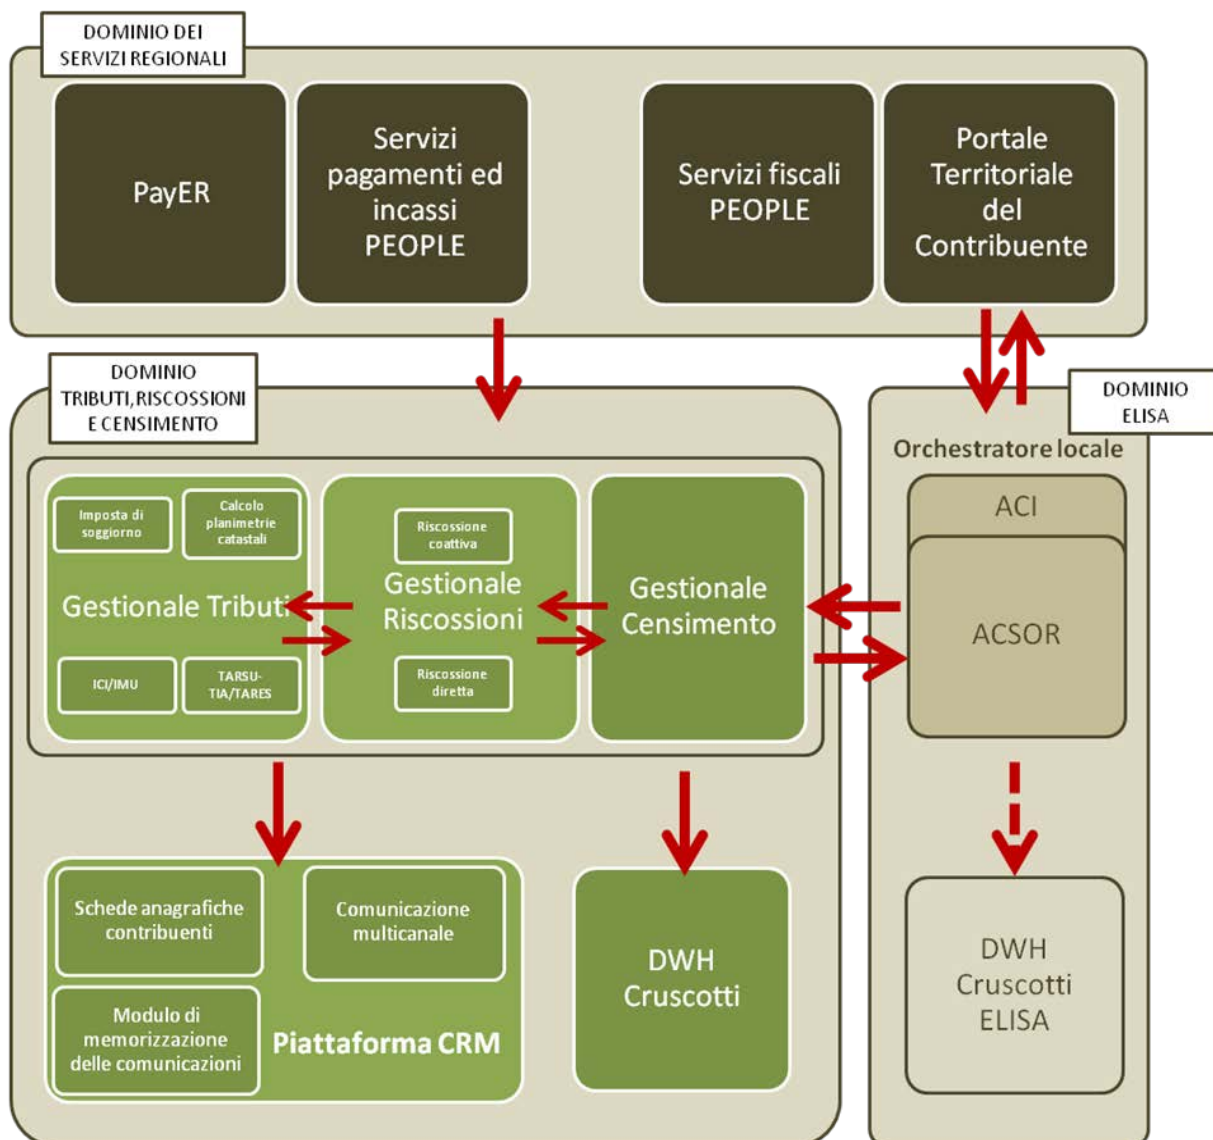 DOMINIO DEI
SERVIZI REGIONALI
PayER
Servizi
pagamenti ed
incassi
PEOPLE
Servizi fiscali
PEOPLE
Portale
Territoriale
del
Contribuente
DOMINIO
TRIBUTI,RISCOSSIONI
E CENSIMENTO
DOMINIO
ELISA
Orchestratore locale
Imposta di
soggiorno
Calcolo
planimetrie
catastali
Gestionale Tributi
ICI/IMU
TARSU-
TIA/TARES
Riscossione
coattiva
Gestionale
Riscossioni
Riscossione
diretta
Gestionale
Censimento
ACI
ACSOR
Schede anagrafiche
contribuenti
Comunicazione
multicanale
Modulo di
memorizzazione
delle comunicazioni
Piattaforma CRM
DWH
Cruscotti
DWH
Cruscotti
ELISA